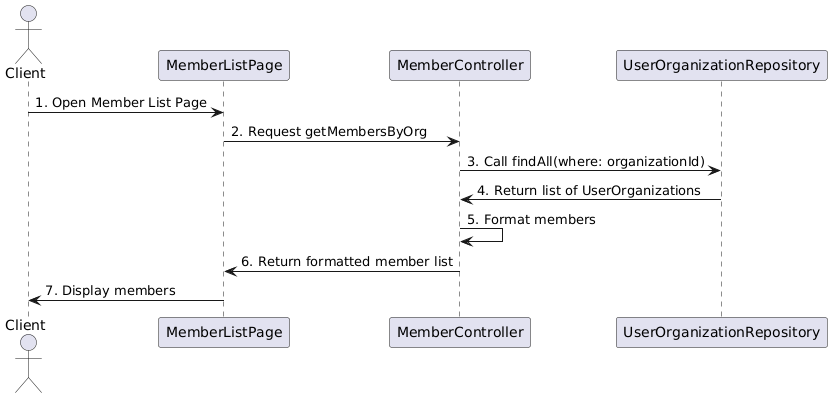 Client
MemberListPage
MemberController
UserOrganizationRepository
1. Open Member List Page
2. Request getMembersByOrg
3. Call findAll(where: organizationId)
4. Return list of UserOrganizations
5. Format members
6. Return formatted member list
7. Display members
Client
MemberListPage
MemberController
UserOrganizationRepository